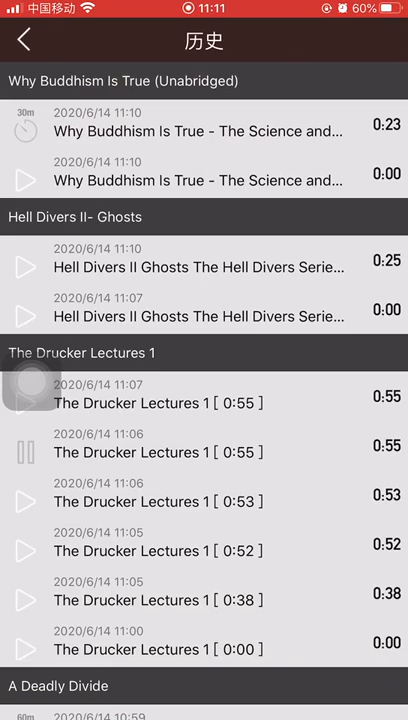 中国移动
11:11
60%
历史
Why Buddhism Is True (Unabridged)
30m
2020/6/14 11:10
Why Buddhism Is True - The Science and...
0:23
2020/6/14 11:10
Why Buddhism Is True - The Science and...
0:00
Hell Divers II- Ghosts
2020/6/14 11:10
Hell Divers II Ghosts The Hell Divers Serie...
0:25
2020/6/14 11:07
Hell Divers II Ghosts The Hell Divers Serie...
0:00
The Drucker Lectures 1
2020/6/14 11:07
The Drucker Lectures 1 [ 0:55 ]
0:55
2020/6/14 11:06
The Drucker Lectures 1 [ 0:55 ]
0:55
2020/6/14 11:06
The Drucker Lectures 1 [ 0:53 ]
0:53
2020/6/14 11:05
The Drucker Lectures 1 [ 0:52 ]
0:52
2020/6/14 11:05
The Drucker Lectures 1 [ 0:38 ]
0:38
2020/6/14 11:00
The Drucker Lectures 1 [ 0:00 ]
0:00
A Deadly Divide
60m
2020/6/14 10:59